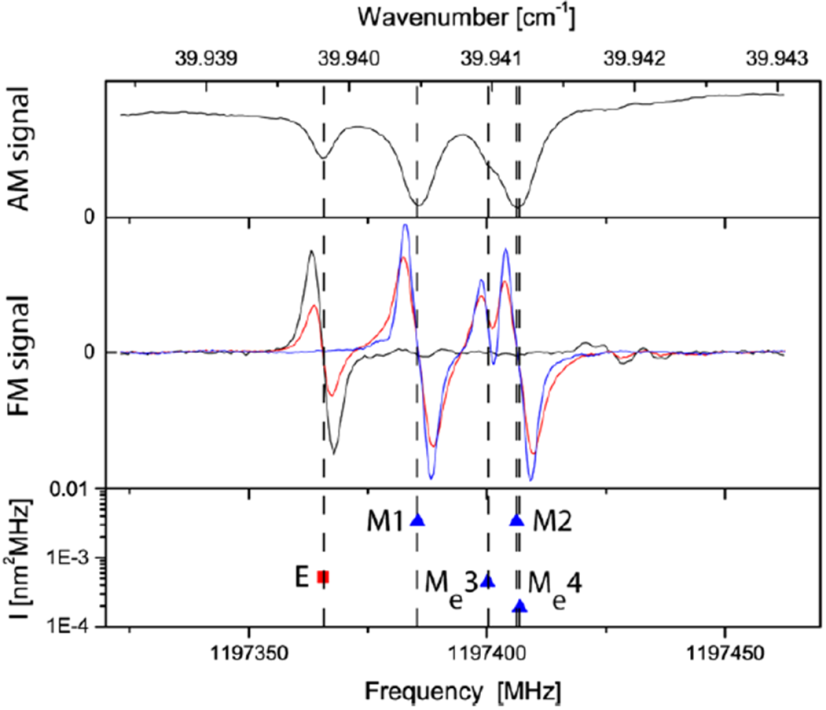 Wavenumber [cm⁻¹]
39.939 39.940 39.941 39.942 39.943
AM signal
0
FM signal
0
I [nm²MHz]
0.01
1E-3
1E-4
M1 M2
E Mₑ3 Mₑ4
1197350 1197400 1197450
Frequency [MHz]